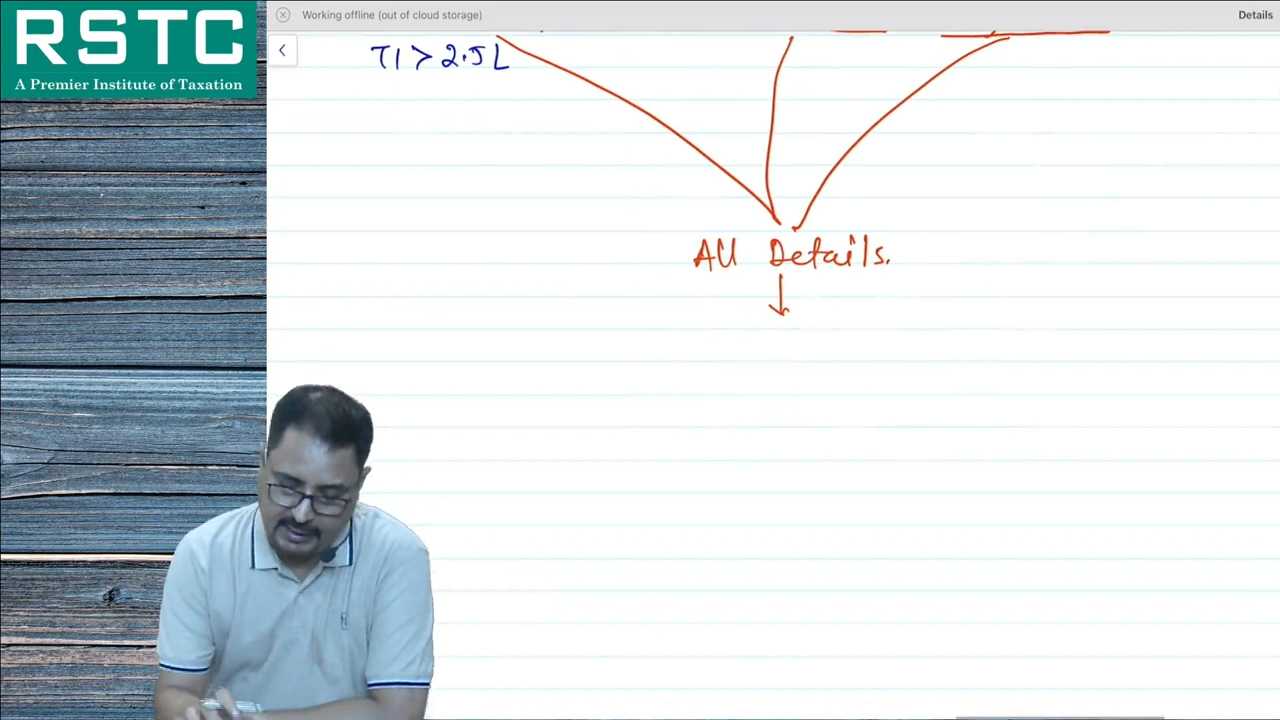 RSTC
A Premier Institute of Taxation
Working offline (out of cloud storage)
Details
TI > 2.5L
All Details.